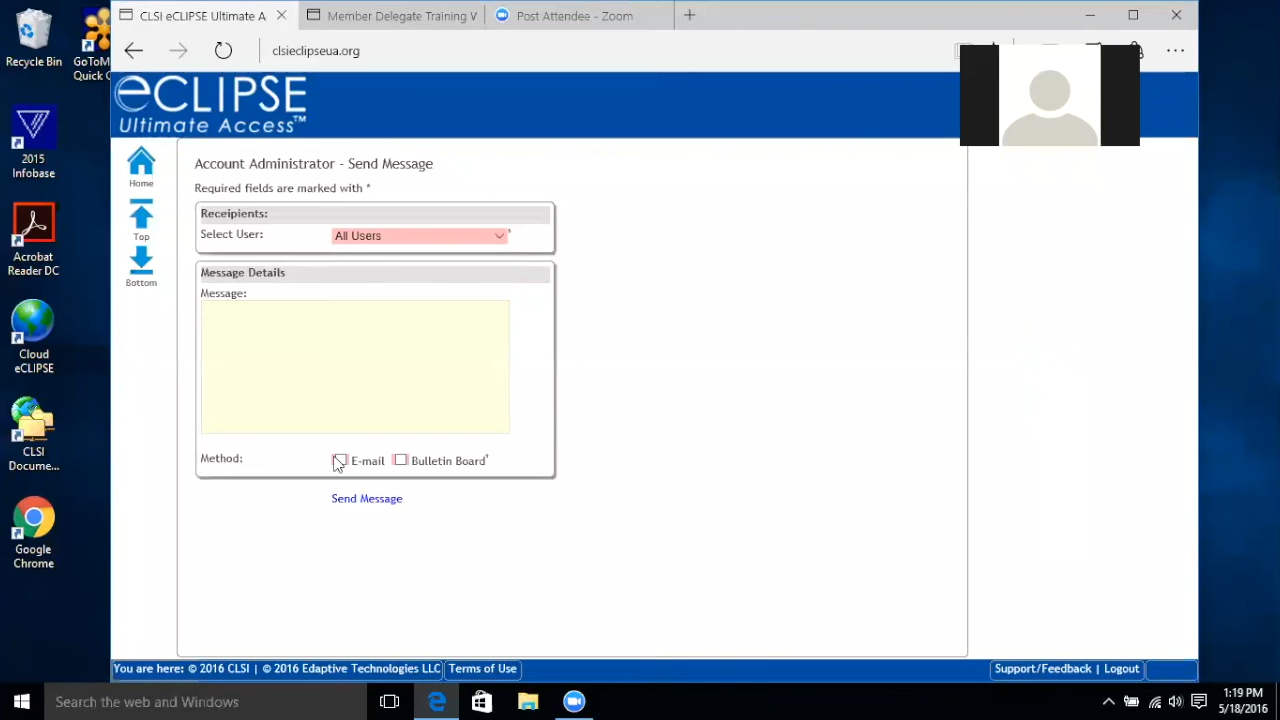 CLSI eCLIPSE Ultimate A
Member Delegate Training V
Post Attendee - Zoom
clsieclipseua.org
eCLIPSE
Ultimate Access™
Recycle Bin
GoToM
Quick C
2015
Infobase
Acrobat
Reader DC
Cloud
eCLIPSE
CLSI
Docume...
Google
Chrome
Home
Top
Bottom
Account Administrator - Send Message
Required fields are marked with *
Receipients:
Select User: All Users *
Message Details
Message:
Method: E-mail Bulletin Board*
Send Message
You are here: © 2016 CLSI | © 2016 Edaptive Technologies LLC Terms of Use
Support/Feedback | Logout
Search the web and Windows
1:19 PM
5/18/2016